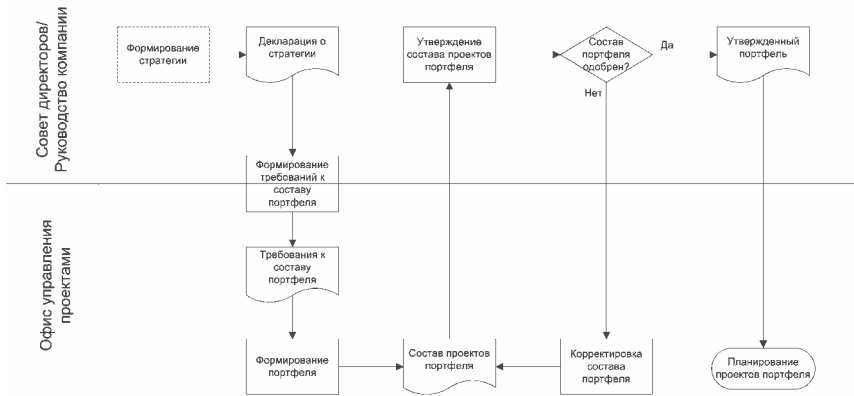 Совет директоров/
Руководство компании
Формирование
стратегии
Декларация о
стратегии
Утверждение
состава проектов
портфеля
Состав
портфеля
одобрен?
Да
Нет
Утвержденный
портфель
Формирование
требований к
составу
портфеля
Офис управления
проектами
Требования к
составу
портфеля
Формирование
портфеля
Состав проектов
портфеля
Корректировка
состава
портфеля
Планирование
проектов портфеля